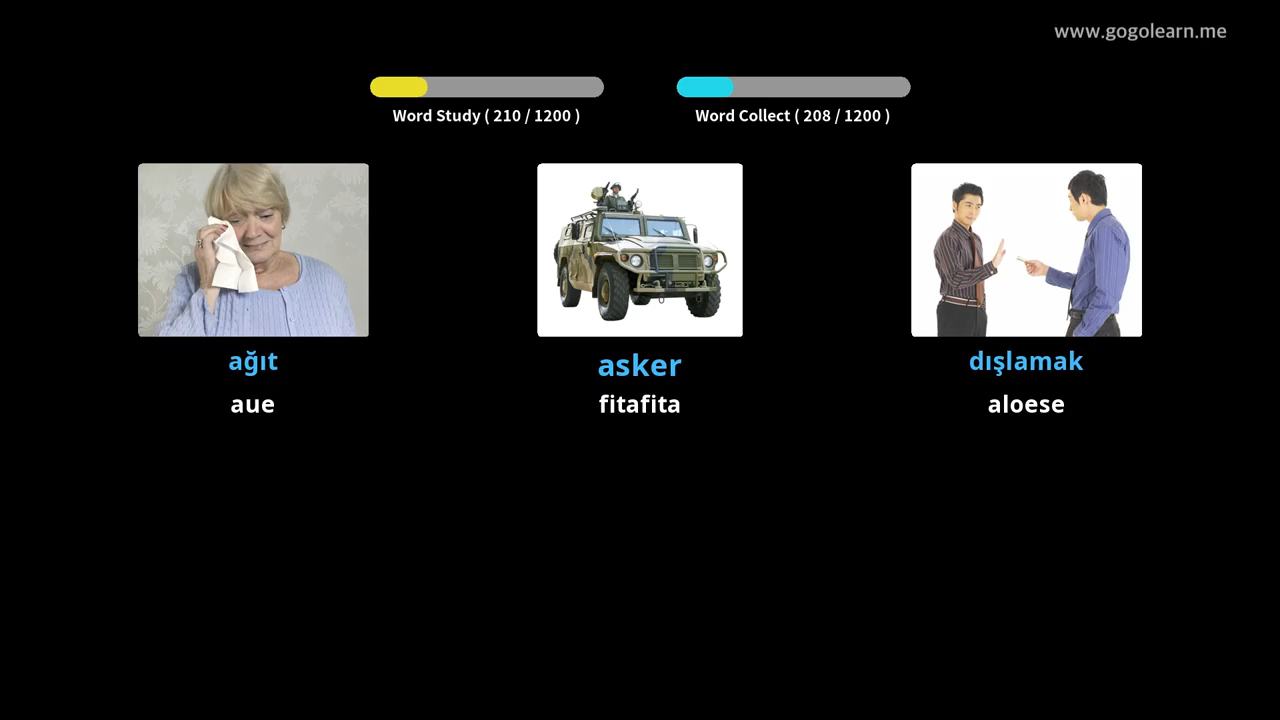 www.gogolearn.me
Word Study ( 210 / 1200 )
Word Collect ( 208 / 1200 )
ağıt
asker
dışlamak
aue
fitafita
aloese